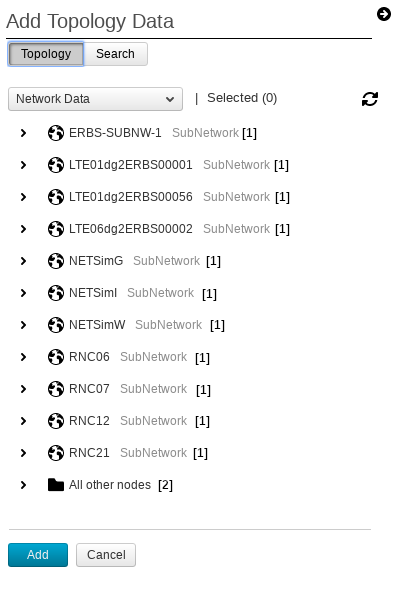 Add Topology Data
Topology Search
Network Data | Selected (0)
ERBS-SUBNW-1 SubNetwork [1]
LTE01dg2ERBS00001 SubNetwork [1]
LTE01dg2ERBS00056 SubNetwork [1]
LTE06dg2ERBS00002 SubNetwork [1]
NETSimG SubNetwork [1]
NETSimI SubNetwork [1]
NETSimW SubNetwork [1]
RNC06 SubNetwork [1]
RNC07 SubNetwork [1]
RNC12 SubNetwork [1]
RNC21 SubNetwork [1]
All other nodes [2]
Add Cancel